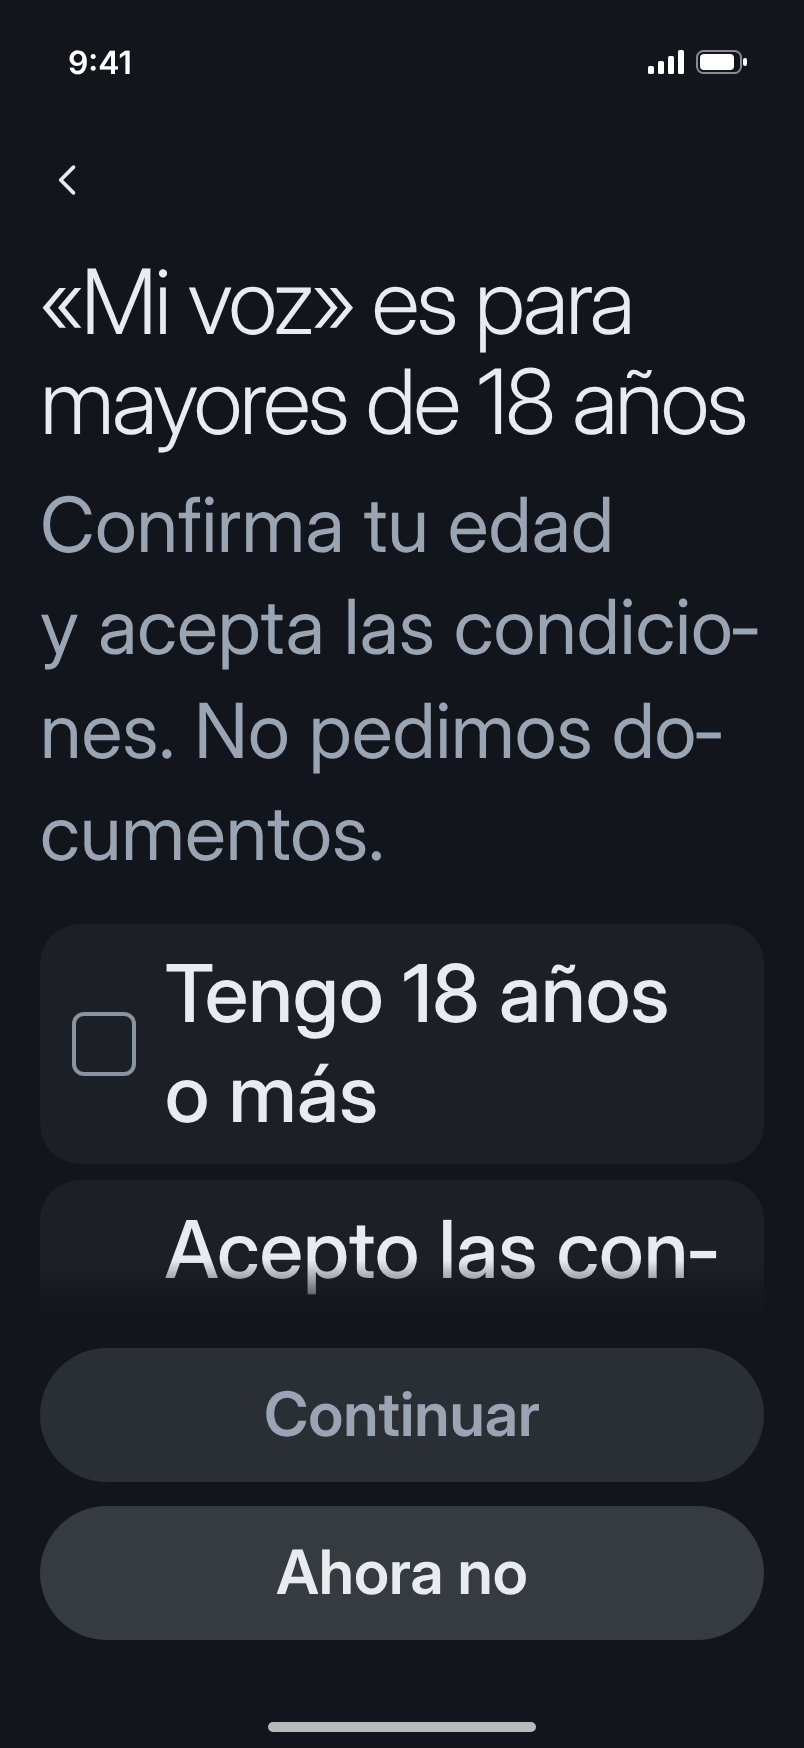 9:41
«Mi voz» es para
mayores de 18 años
Confirma tu edad
y acepta las condicio-
nes. No pedimos do-
cumentos.
Tengo 18 años
o más
Acepto las con-
Continuar
Ahora no